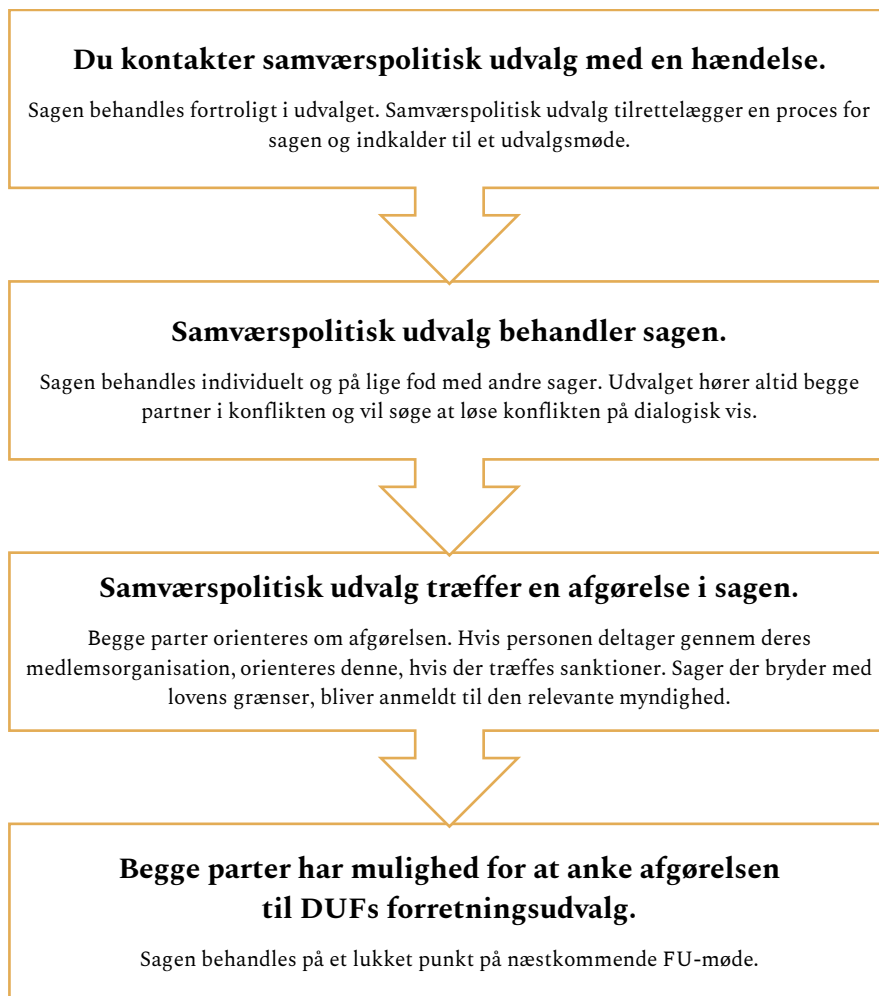 Du kontakter samværspolitisk udvalg med en hændelse.
Sagen behandles fortroligt i udvalget. Samværspolitisk udvalg tilrettelægger en proces for
sagen og indkalder til et udvalgsmøde.
Samværspolitisk udvalg behandler sagen.
Sagen behandles individuelt og på lige fod med andre sager. Udvalget hører altid begge
partner i konflikten og vil søge at løse konflikten på dialogisk vis.
Samværspolitisk udvalg træffer en afgørelse i sagen.
Begge parter orienteres om afgørelsen. Hvis personen deltager gennem deres
medlemsorganisation, orienteres denne, hvis der træffes sanktioner. Sager der bryder med
lovens grænser, bliver anmeldt til den relevante myndighed.
Begge parter har mulighed for at anke afgørelsen
til DUFs forretningsudvalg.
Sagen behandles på et lukket punkt på næstkommende FU-møde.